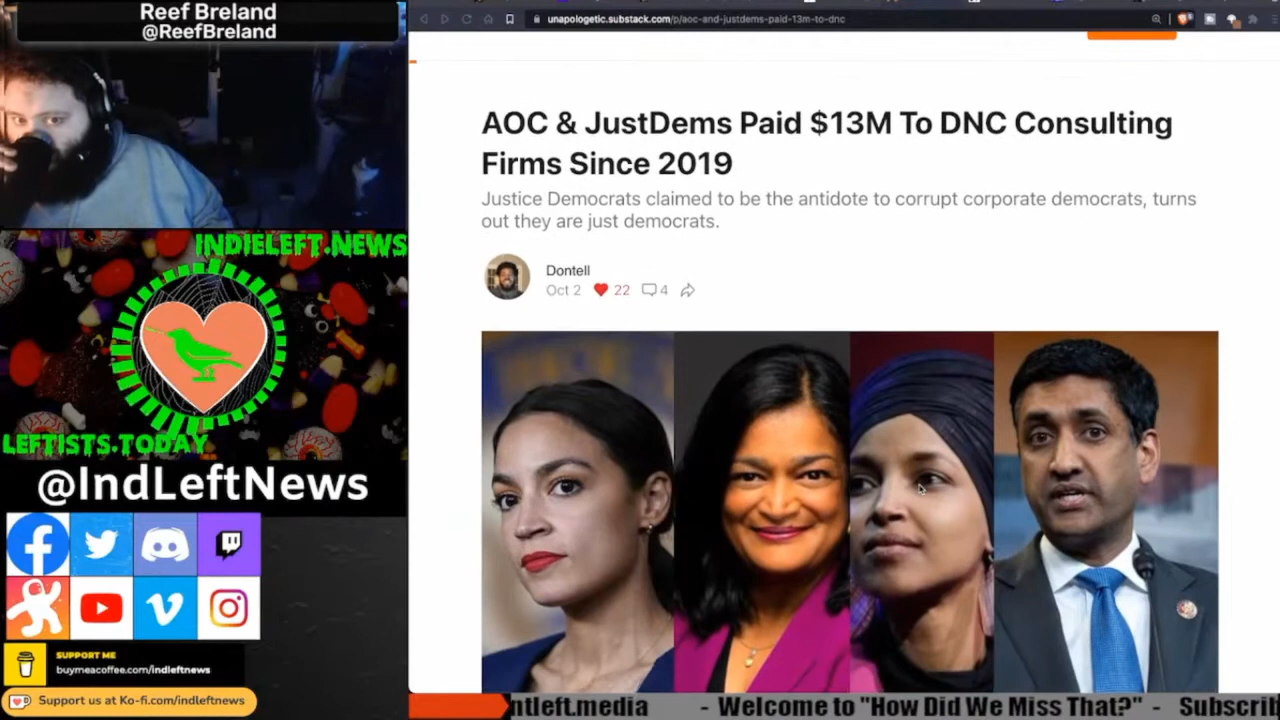 Reef Breland
@ReefBreland
INDIELEFT.NEWS
LEFTISTS.TODAY
@IndLeftNews
SUPPORT ME
buymeacoffee.com/indleftnews
Support us at Ko-fi.com/indleftnews
unapologetic.substack.com/p/aoc-and-justdems-paid-13m-to-dnc
AOC & JustDems Paid $13M To DNC Consulting
Firms Since 2019
Justice Democrats claimed to be the antidote to corrupt corporate democrats, turns
out they are just democrats.
Dontell
Oct 2 22 4
ntleft.media - Welcome to "How Did We Miss That?" - Subscrib